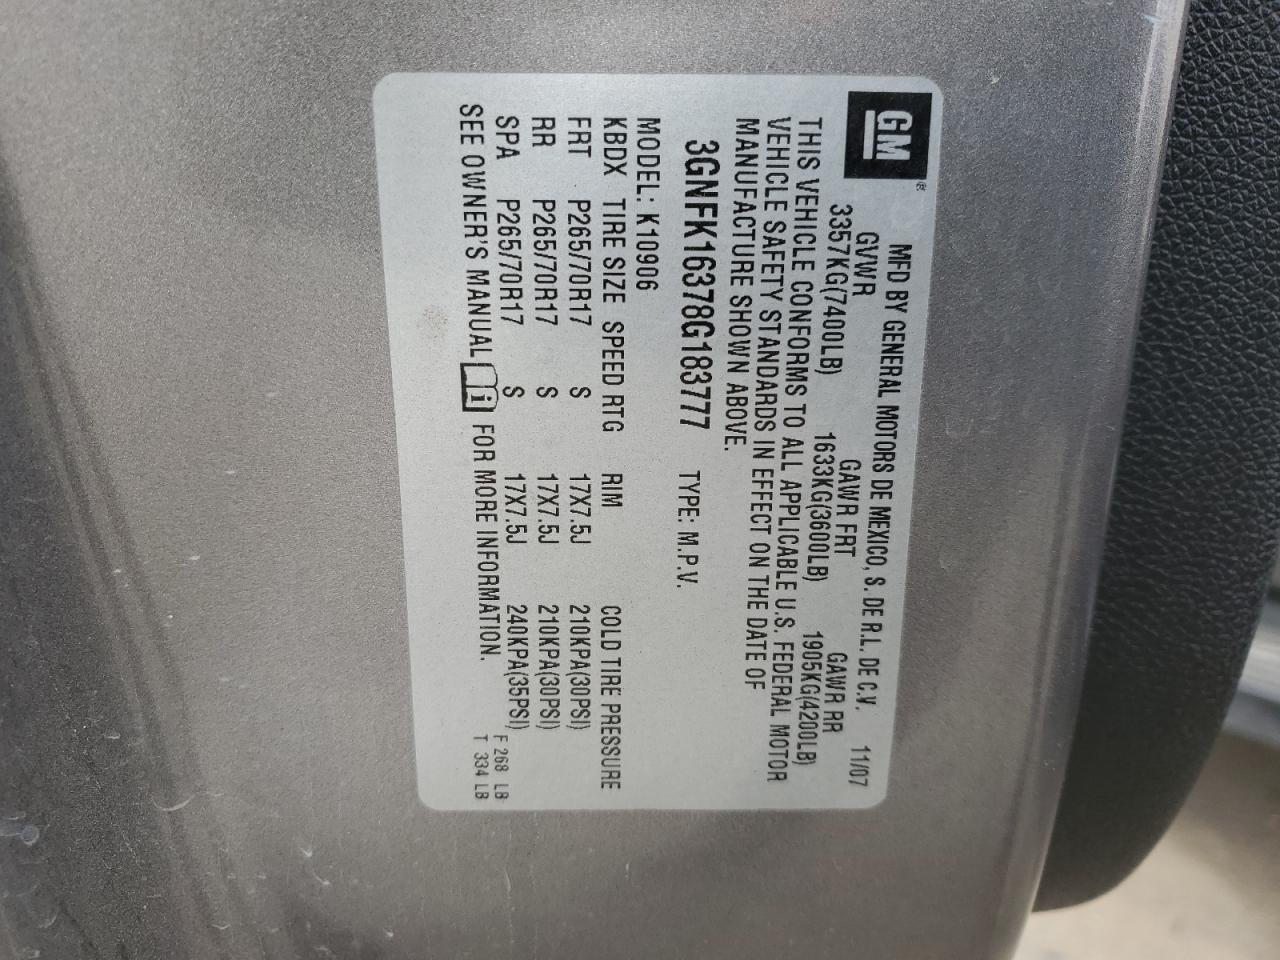 GM®
MFD BY GENERAL MOTORS DE MEXICO, S. DE R.L. DE C.V. 11/07
GVWR GAWR FRT GAWR RR
3357KG(7400LB) 1633KG(3600LB) 1905KG(4200LB)
THIS VEHICLE CONFORMS TO ALL APPLICABLE U.S. FEDERAL MOTOR
VEHICLE SAFETY STANDARDS IN EFFECT ON THE DATE OF
MANUFACTURE SHOWN ABOVE.
3GNFK16378G183777 TYPE: M.P.V.
MODEL: K10906
KBDX TIRE SIZE SPEED RTG RIM COLD TIRE PRESSURE
FRT P265/70R17 S 17X7.5J 210KPA(30PSI)
RR P265/70R17 S 17X7.5J 210KPA(30PSI)
SPA P265/70R17 S 17X7.5J 240KPA(35PSI)
SEE OWNER'S MANUAL i FOR MORE INFORMATION.
F 268 LB
T 334 LB